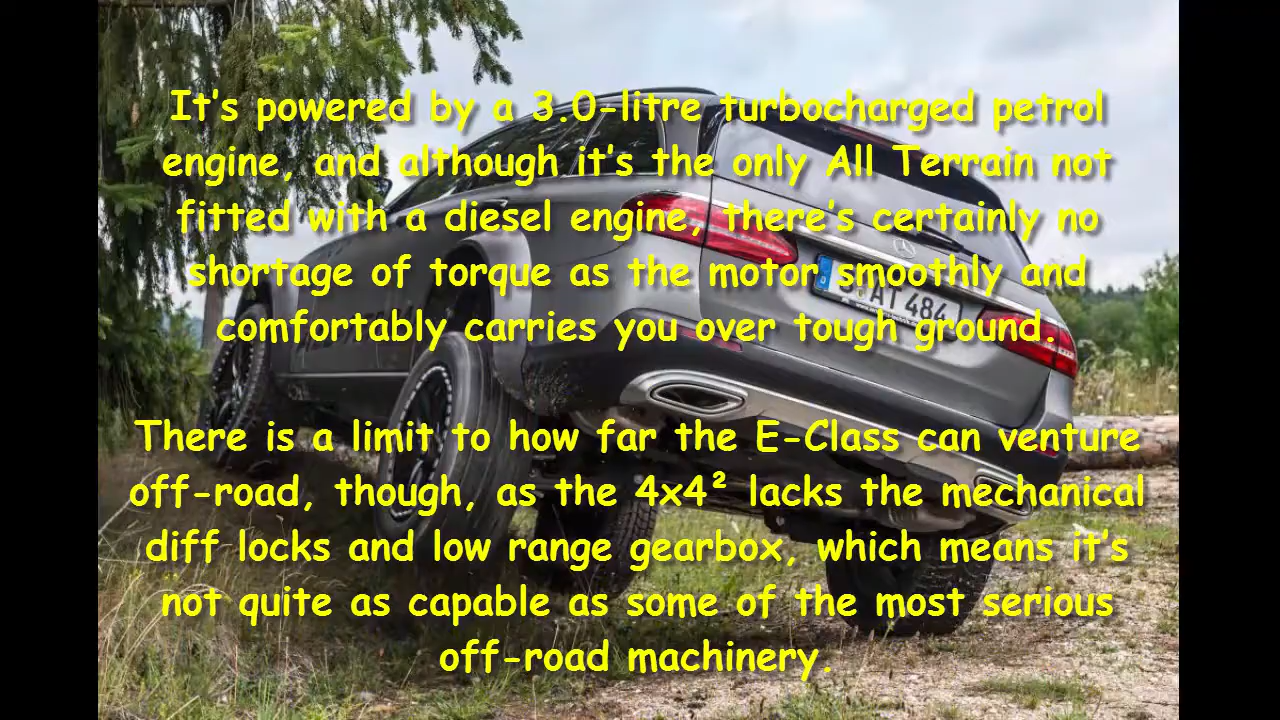 It's powered by a 3.0-litre turbocharged petrol
engine, and although it's the only All Terrain not
fitted with a diesel engine, there's certainly no
shortage of torque as the motor smoothly and
comfortably carries you over tough ground.
There is a limit to how far the E-Class can venture
off-road, though, as the 4x4² lacks the mechanical
diff locks and low range gearbox, which means it's
not quite as capable as some of the most serious
off-road machinery.
AT 484